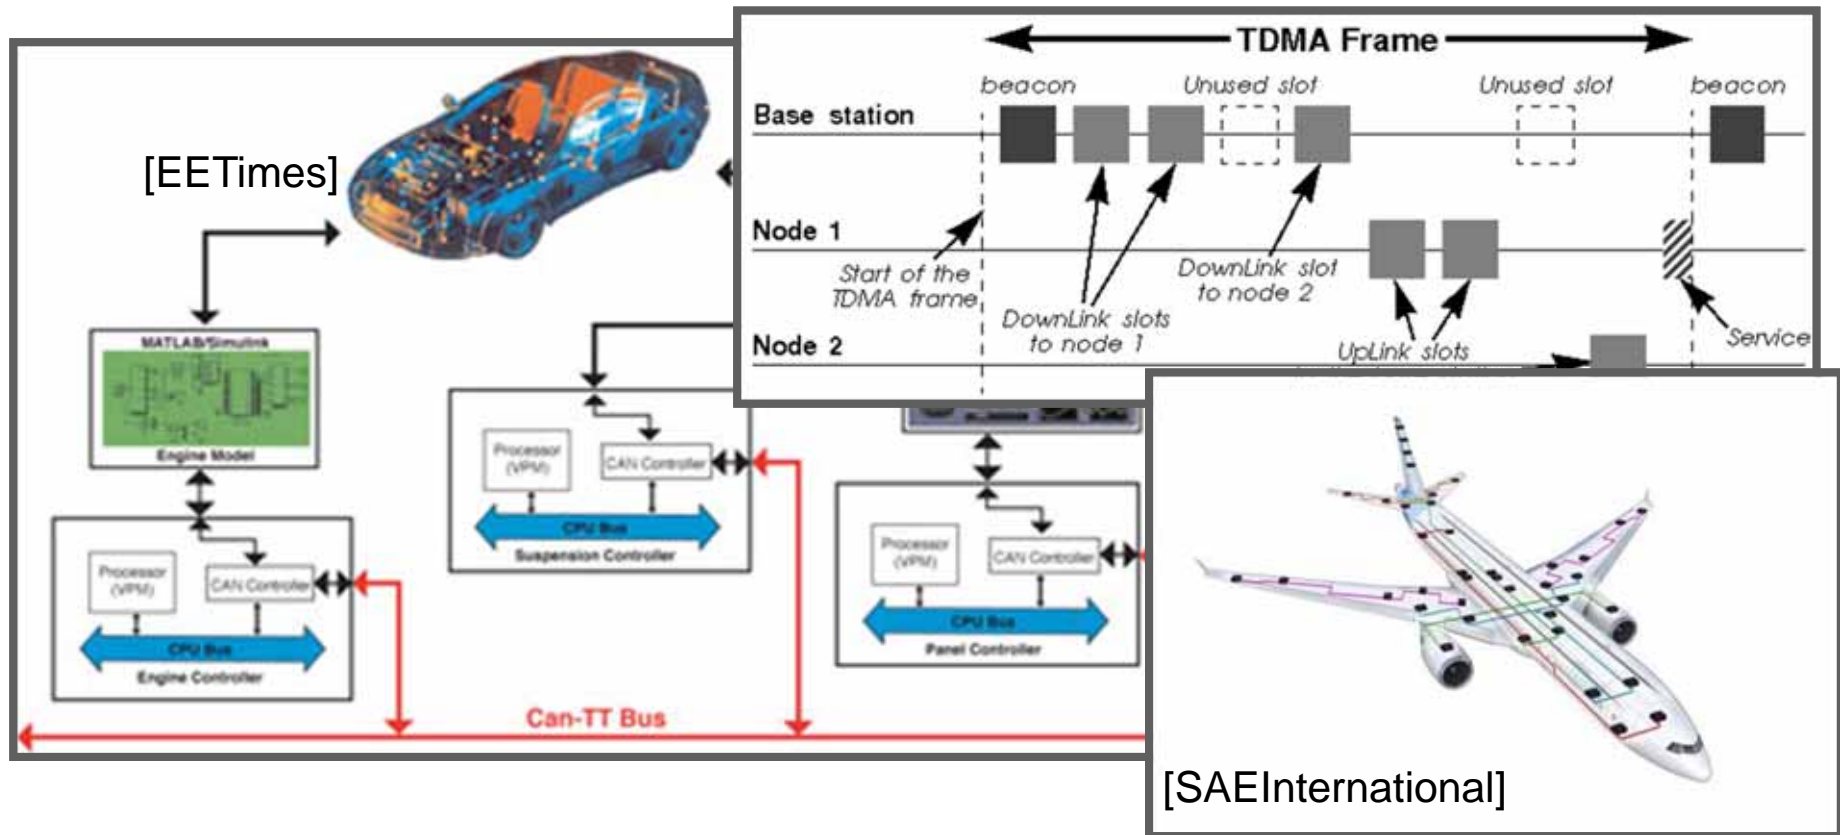 [EETimes]
MATLAB/Simulink
Engine Model
Processor
(VPM)
CAN Controller
CPU Bus
Engine Controller
Processor
(VPM)
CAN Controller
CPU Bus
Suspension Controller
Processor
(VPM)
CAN Controller
CPU Bus
Panel Controller
Can-TT Bus
TDMA Frame
beacon
Unused slot
Unused slot
beacon
Base station
Node 1
Start of the
TDMA frame
DownLink slots
to node 1
DownLink slot
to node 2
UpLink slots
Service
Node 2
[SAEInternational]